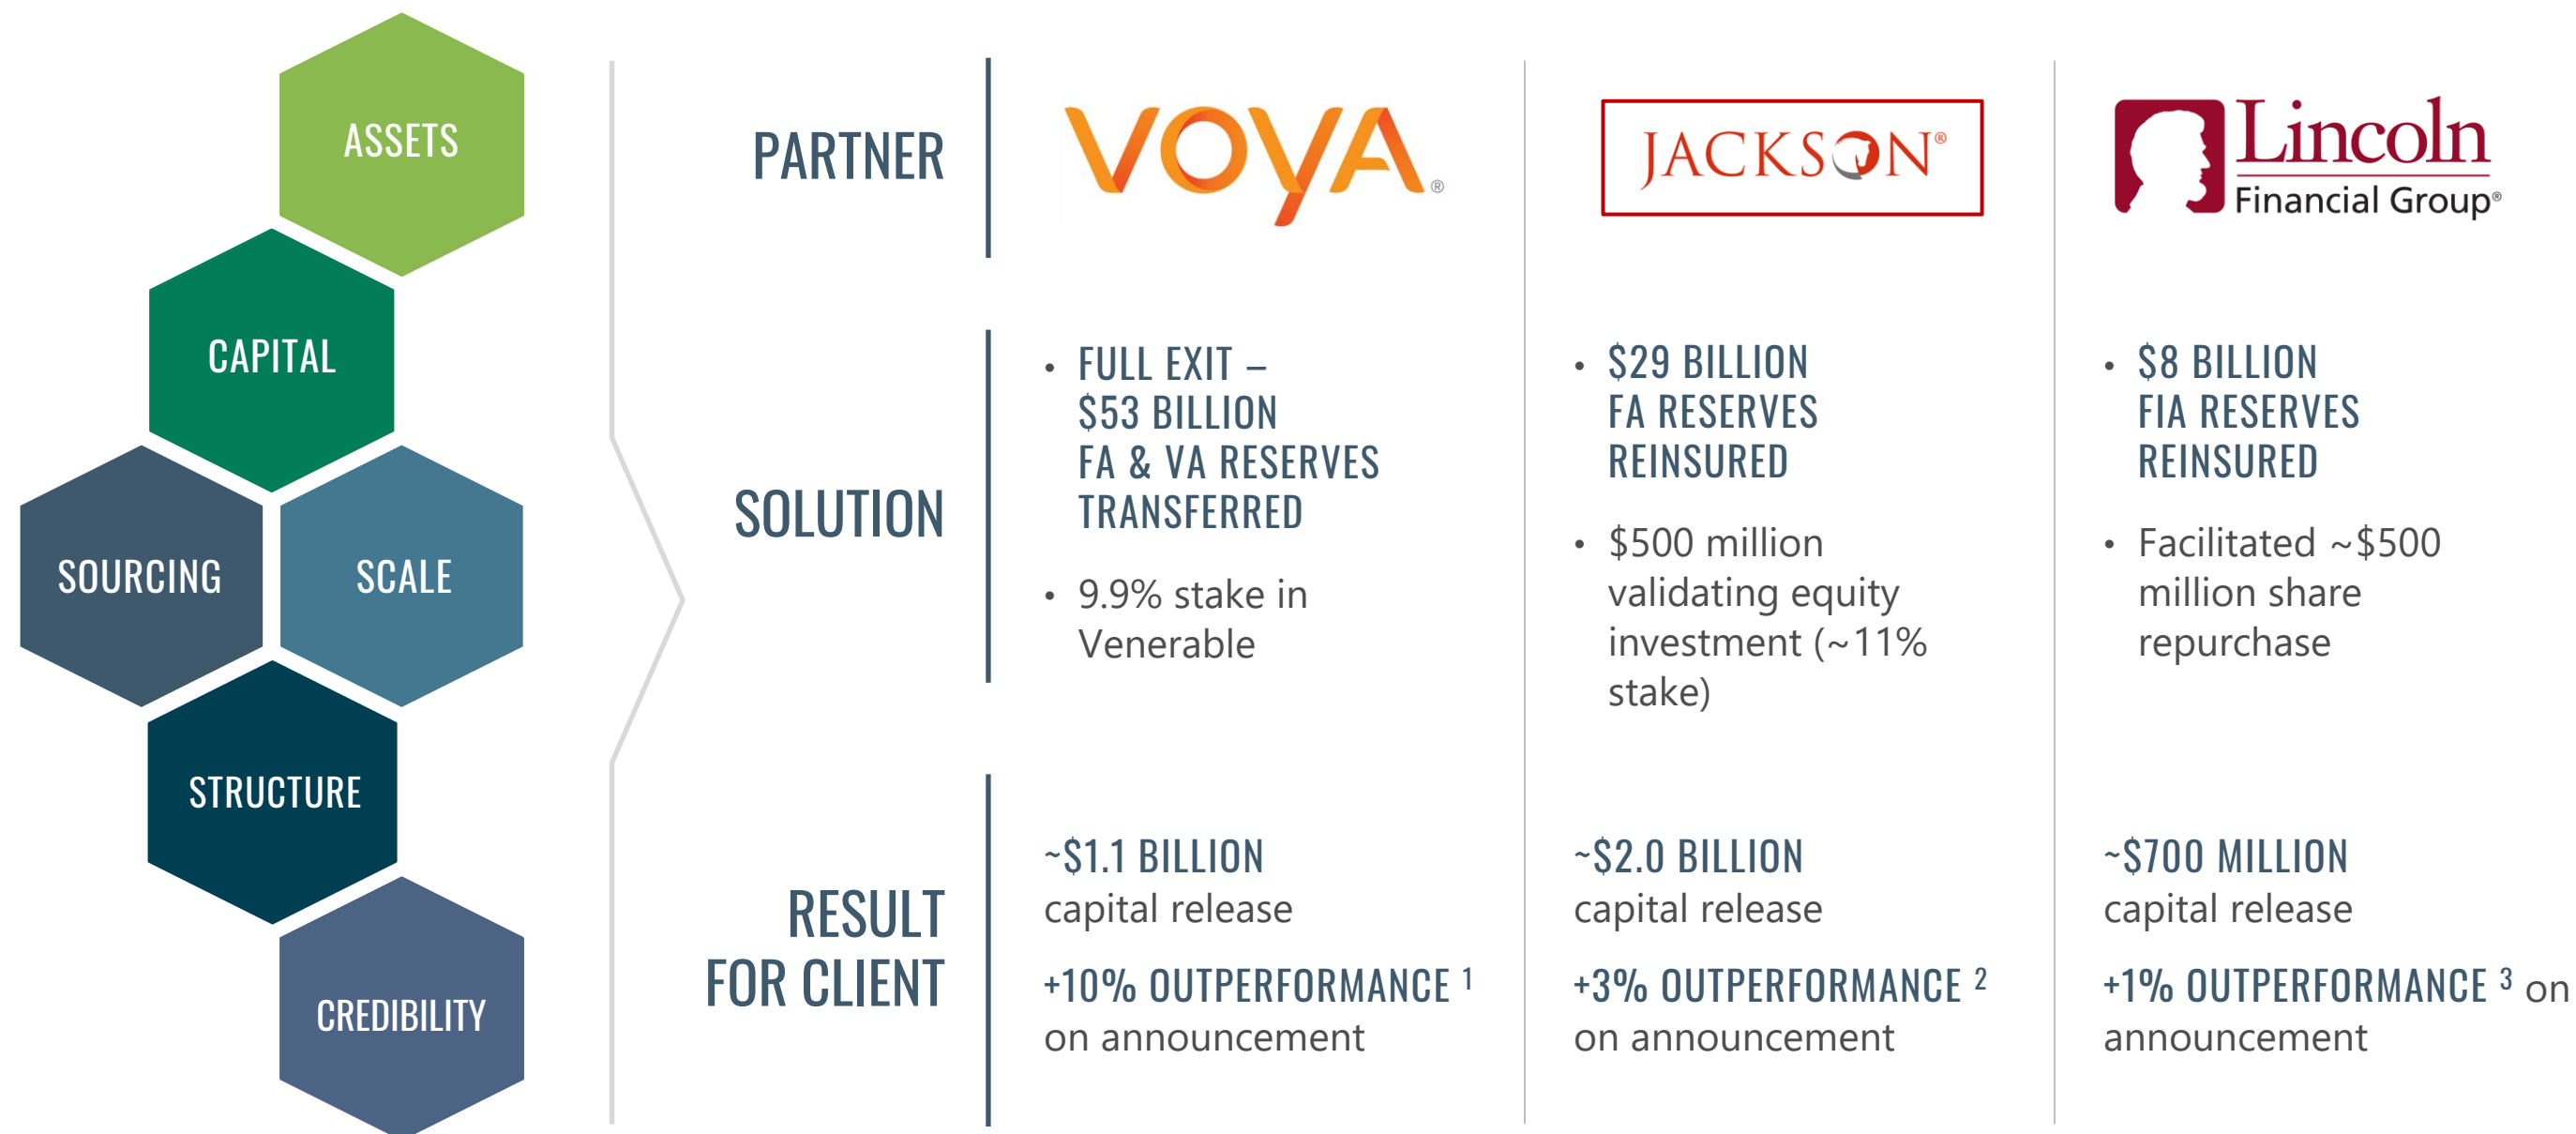 ASSETS
CAPITAL
SOURCING
SCALE
STRUCTURE
CREDIBILITY
PARTNER
VOYA®
JACKSON®
Lincoln
Financial Group®
SOLUTION
• FULL EXIT –
$53 BILLION
FA & VA RESERVES
TRANSFERRED
• 9.9% stake in
Venerable
• $29 BILLION
FA RESERVES
REINSURED
• $500 million
validating equity
investment (~11%
stake)
• $8 BILLION
FIA RESERVES
REINSURED
• Facilitated ~$500
million share
repurchase
RESULT
FOR CLIENT
~$1.1 BILLION
capital release
+10% OUTPERFORMANCE 1
on announcement
~$2.0 BILLION
capital release
+3% OUTPERFORMANCE 2
on announcement
~$700 MILLION
capital release
+1% OUTPERFORMANCE 3 on
announcement